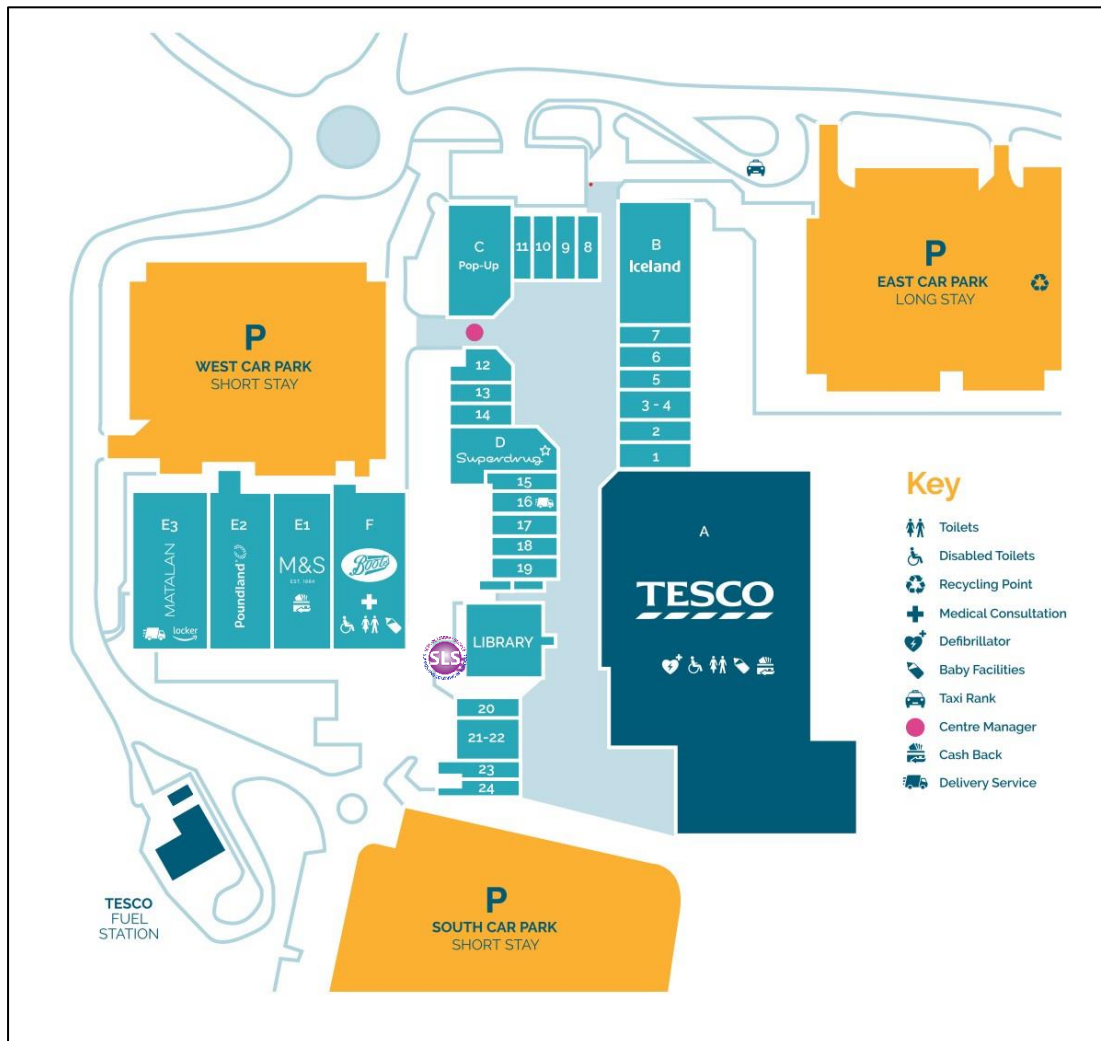 C
Pop-Up
11
10
9
8
B
Iceland
P
EAST CAR PARK
LONG STAY
P
WEST CAR PARK
SHORT STAY
7
6
5
3 - 4
2
1
12
13
14
D
Superdrug
15
16
17
18
19
E3
MATALAN
locker
E2
Poundland
E1
M&S
EST. 1884
F
Boots
A
TESCO
LIBRARY
SLS
20
21-22
23
24
Key
Toilets
Disabled Toilets
Recycling Point
Medical Consultation
Defibrillator
Baby Facilities
Taxi Rank
Centre Manager
Cash Back
Delivery Service
TESCO
FUEL
STATION
P
SOUTH CAR PARK
SHORT STAY